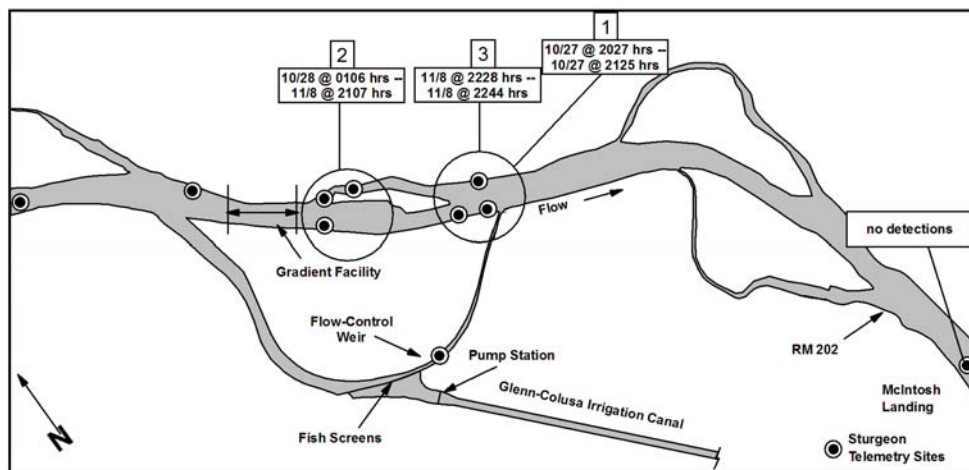 1
10/27 @ 2027 hrs --
10/27 @ 2125 hrs
2
10/28 @ 0106 hrs --
11/8 @ 2107 hrs
3
11/8 @ 2228 hrs --
11/8 @ 2244 hrs
Flow
no detections
Gradient Facility
Flow-Control
Weir
Pump Station
RM 202
Glenn-Colusa Irrigation Canal
McIntosh
Landing
Fish Screens
N
Sturgeon
Telemetry Sites